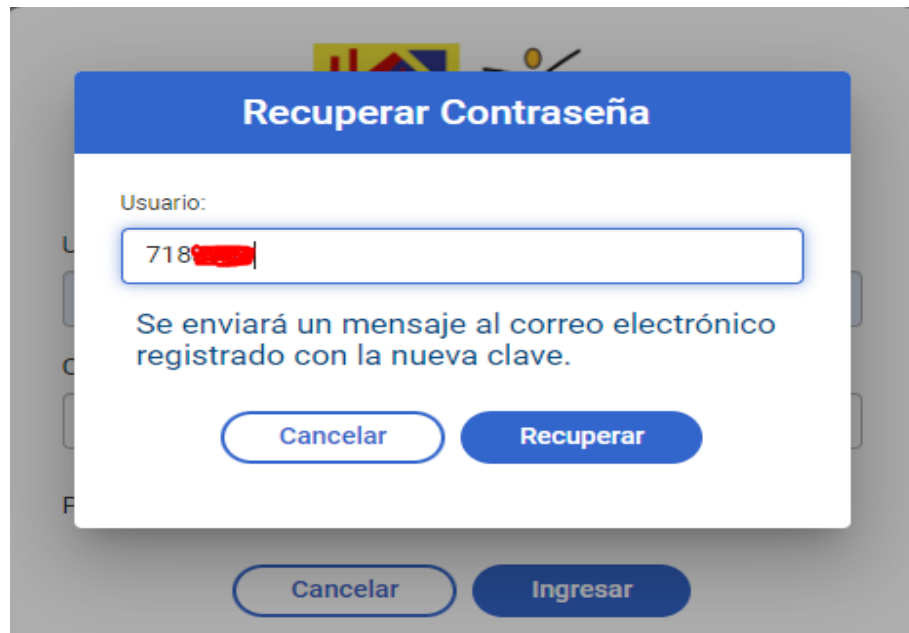 Recuperar Contraseña
Usuario:
718
Se enviará un mensaje al correo electrónico
registrado con la nueva clave.
Cancelar
Recuperar
Cancelar
Ingresar